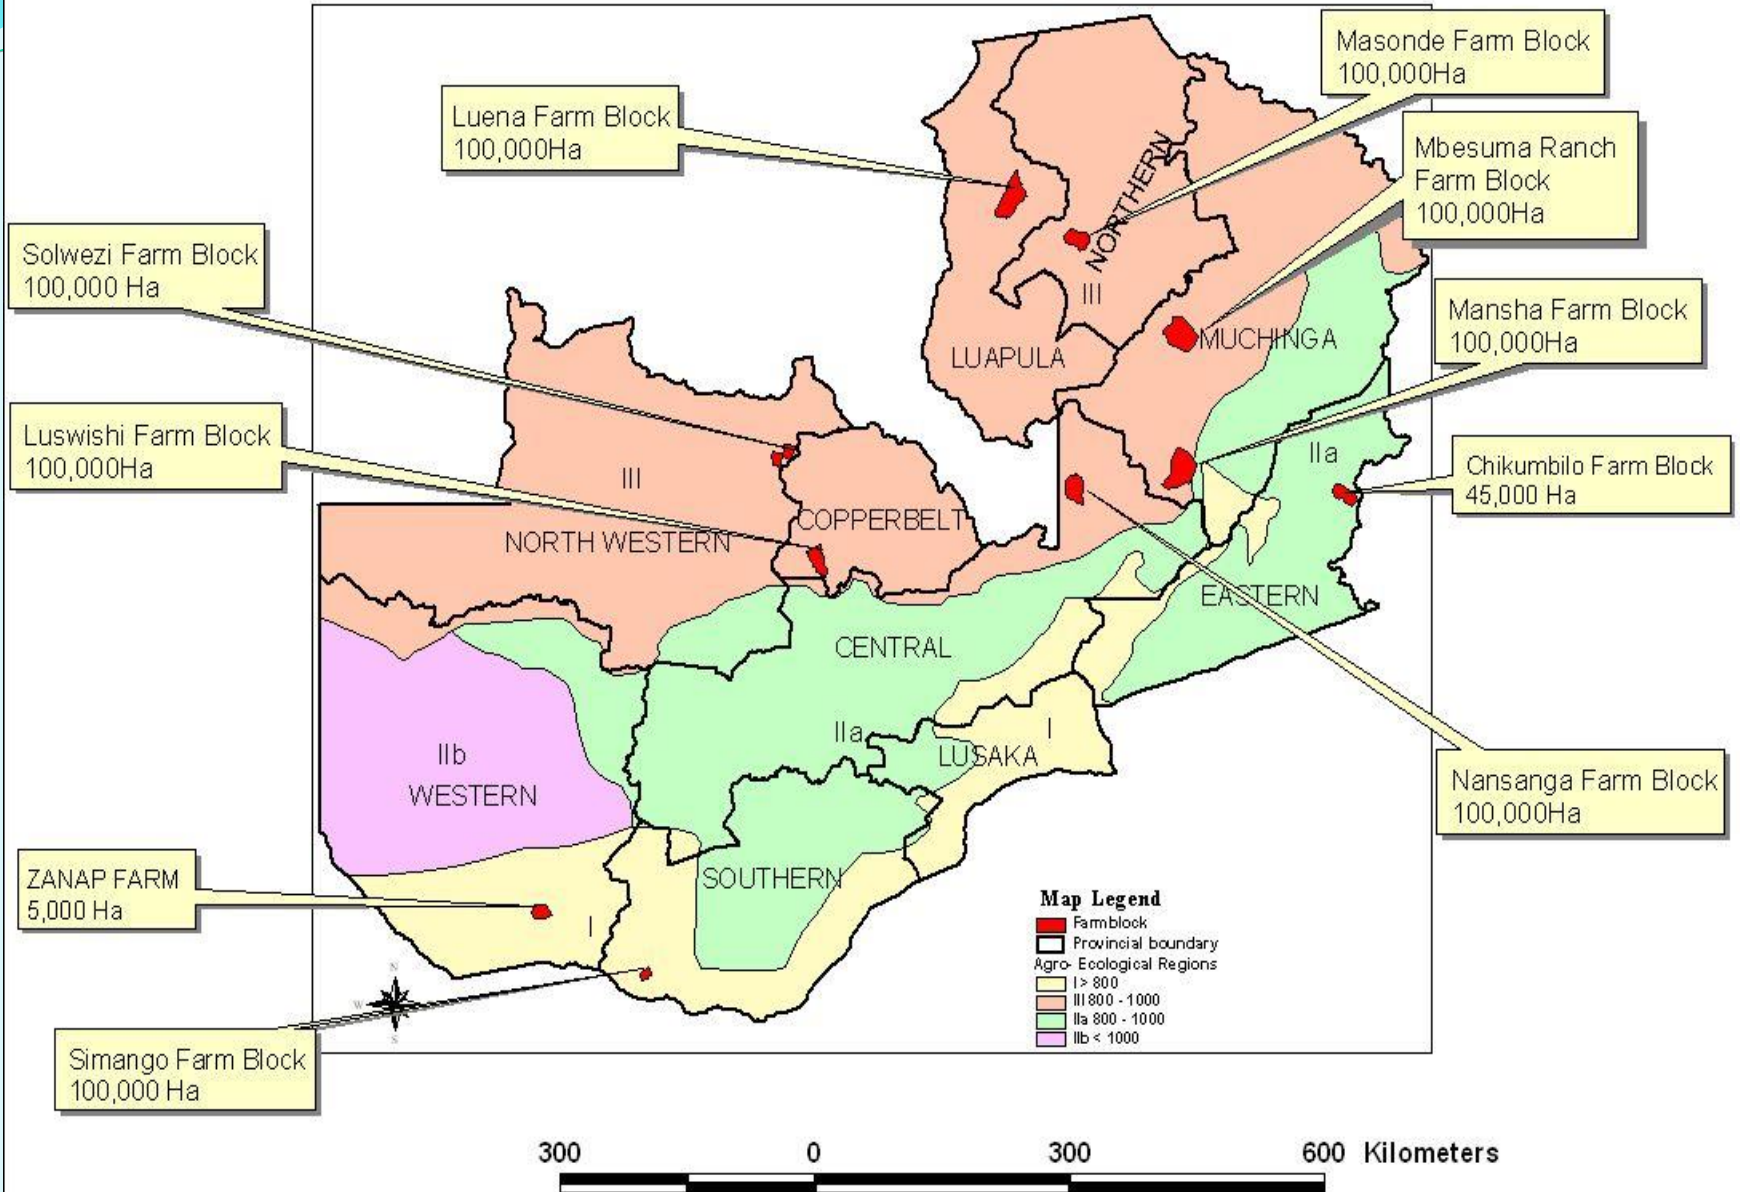 Masonde Farm Block
100,000Ha
Luena Farm Block
100,000Ha
Mbesuma Ranch
Farm Block
100,000Ha
NORTHERN
Solwezi Farm Block
100,000 Ha
III
Mansha Farm Block
100,000Ha
LUAPULA
MUCHINGA
Luswishi Farm Block
100,000Ha
III
IIa
Chikumbilo Farm Block
45,000 Ha
COPPERBELT
NORTH WESTERN
EASTERN
CENTRAL
IIa
I
IIb
LUSAKA
WESTERN
Nansanga Farm Block
100,000Ha
ZANAP FARM
5,000 Ha
SOUTHERN
I
Map Legend
Farmblock
Provincial boundary
Agro- Ecological Regions
I > 800
III 800 - 1000
IIa 800 - 1000
IIb < 1000
N
W
S
Simango Farm Block
100,000 Ha
300 0 300 600 Kilometers